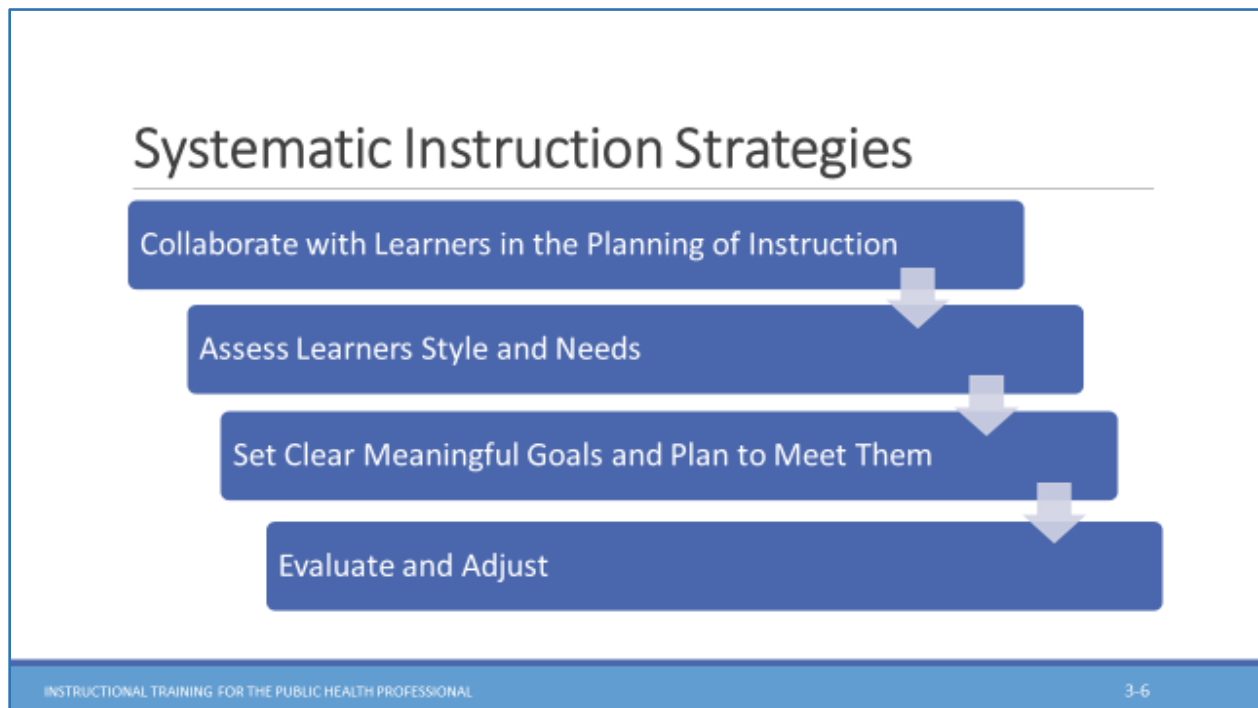 Systematic Instruction Strategies
Collaborate with Learners in the Planning of Instruction
Assess Learners Style and Needs
Set Clear Meaningful Goals and Plan to Meet Them
Evaluate and Adjust
INSTRUCTIONAL TRAINING FOR THE PUBLIC HEALTH PROFESSIONAL
3-6